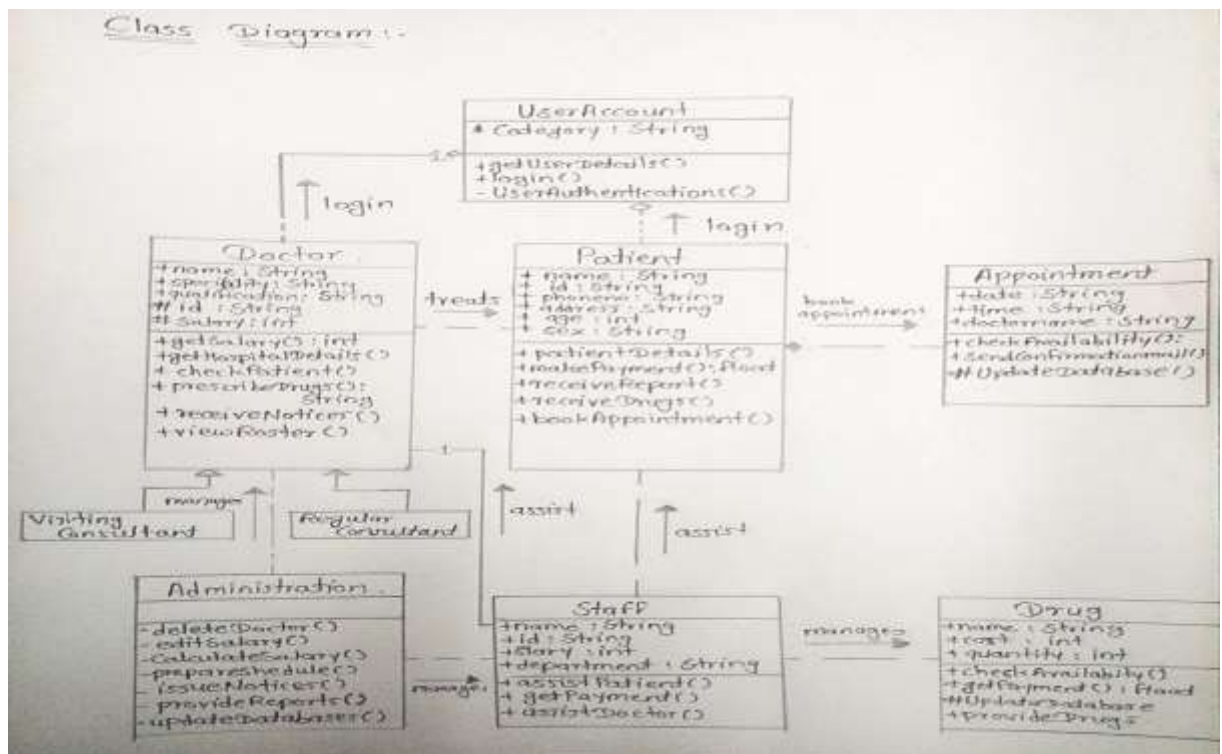 Class Diagram :-
UserAccount
# Category : String
+getUserDetails()
+login()
- UserAuthentications()
login
login
Doctor
+name : String
+ speciality: String
+qualification: String
# id : String
# Salary: int
+getSalary() : int
+getHospitalDetails()
+ checkPatient()
+prescribeDrugs():
String
+receiveNotices()
+viewRoster()
treats
Patient
+ name : String
+ id : String
+ phoneno : String
+ address : String
+ age : int
+ sex : String
+ patientDetails()
+makePayment(): float
+receiveReport()
+receiveDrugs()
+bookAppointment()
book
appointment
Appointment
+date : String
+time : String
+doctorname : String
+checkAvailability():
+SendConfirmationmail()
#UpdateDatabase()
1
manages
assist
assist
Visiting
Consultant
Regular
Consultant
Administration
- deleteDoctor()
- editSalary()
- CalculateSalary()
- prepareshedule()
- issueNotices()
- provideReports()
- updateDatabases()
manages
Staff
+name : String
+id : String
+Slary : int
+department : String
+assistPatient()
+ getPayment()
+ assistDoctor()
manages
Drug
+name : String
+ cost : int
+ quantity : int
+ checkAvailablity()
+getPayment() : float
#UpdateDatabase
+provideDrugs